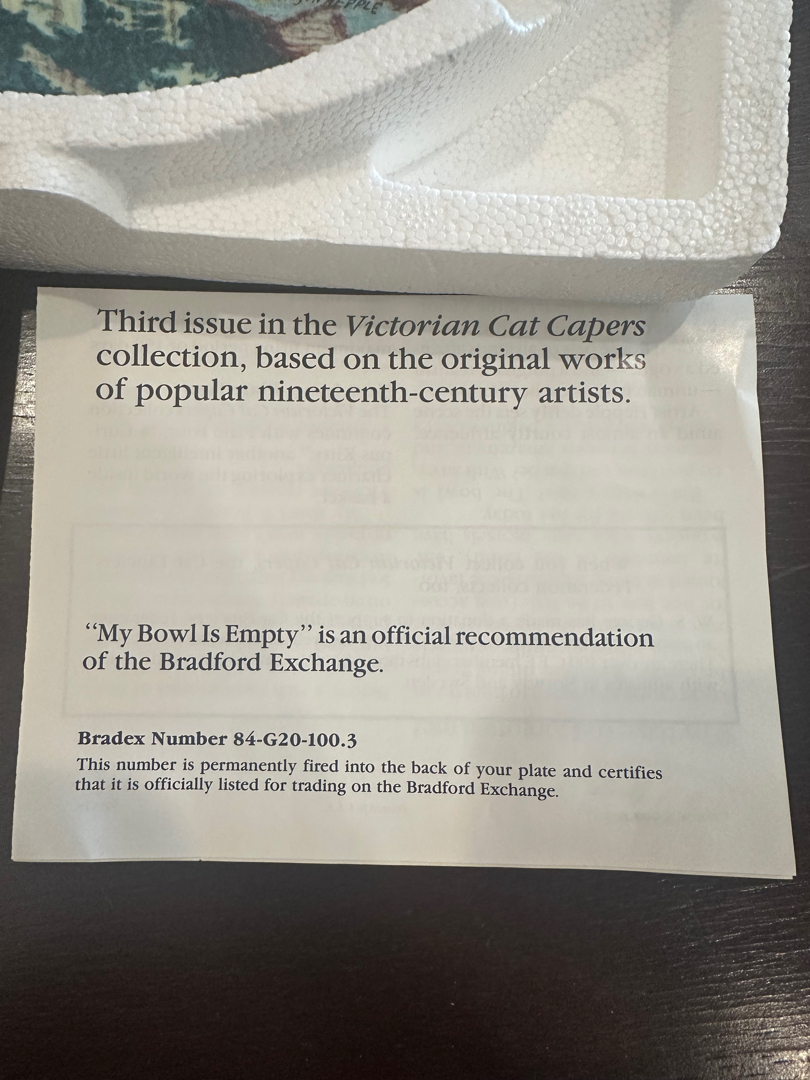 Third issue in the Victorian Cat Capers
collection, based on the original works
of popular nineteenth-century artists.
“My Bowl Is Empty” is an official recommendation
of the Bradford Exchange.
Bradex Number 84-G20-100.3
This number is permanently fired into the back of your plate and certifies
that it is officially listed for trading on the Bradford Exchange.